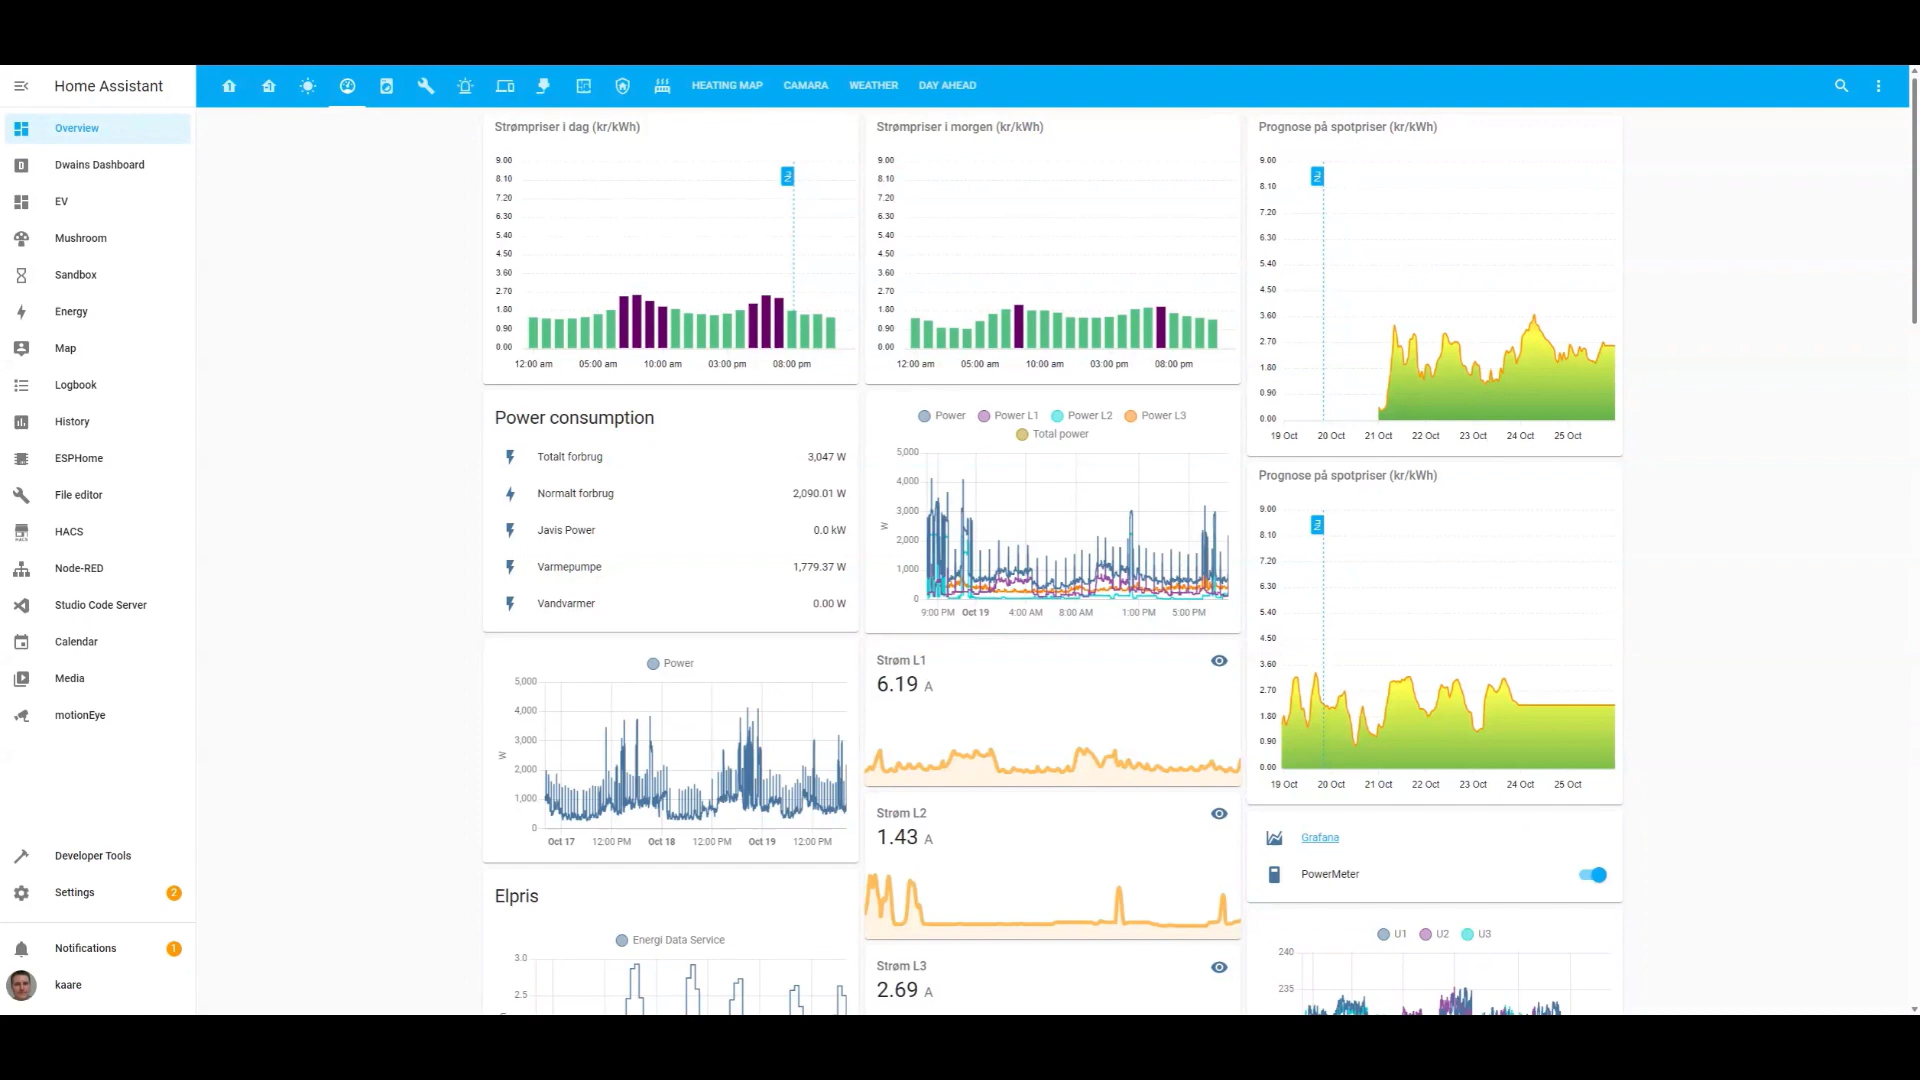 Home Assistant
HEATING MAP
CAMARA
WEATHER
DAY AHEAD
Overview
Dwains Dashboard
EV
Mushroom
Sandbox
Energy
Map
Logbook
History
ESPHome
File editor
HACS
Node-RED
Studio Code Server
Calendar
Media
motionEye
Developer Tools
Settings
2
Notifications
1
kaare
Strømpriser i dag (kr/kWh)
9.00
8.10
7.20
6.30
5.40
4.50
3.60
2.70
1.80
0.90
0.00
12:00 am 05:00 am 10:00 am 03:00 pm 08:00 pm
Power consumption
Totalt forbrug 3,047 W
Normalt forbrug 2,090.01 W
Javis Power 0.0 kW
Varmepumpe 1,779.37 W
Vandvarmer 0.00 W
Power
5,000
4,000
3,000
2,000
1,000
0
W
Oct 17 12:00 PM Oct 18 12:00 PM Oct 19 12:00 PM
Elpris
Energi Data Service
3.0
2.5
Strømpriser i morgen (kr/kWh)
9.00
8.10
7.20
6.30
5.40
4.50
3.60
2.70
1.80
0.90
0.00
12:00 am 05:00 am 10:00 am 03:00 pm 08:00 pm
Power Power L1 Power L2 Power L3
Total power
5,000
4,000
3,000
2,000
1,000
0
W
9:00 PM Oct 19 4:00 AM 8:00 AM 1:00 PM 5:00 PM
Strøm L1
6.19 A
Strøm L2
1.43 A
Strøm L3
2.69 A
Prognose på spotpriser (kr/kWh)
9.00
8.10
7.20
6.30
5.40
4.50
3.60
2.70
1.80
0.90
0.00
19 Oct 20 Oct 21 Oct 22 Oct 23 Oct 24 Oct 25 Oct
Prognose på spotpriser (kr/kWh)
9.00
8.10
7.20
6.30
5.40
4.50
3.60
2.70
1.80
0.90
0.00
19 Oct 20 Oct 21 Oct 22 Oct 23 Oct 24 Oct 25 Oct
Grafana
PowerMeter
U1 U2 U3
240
235